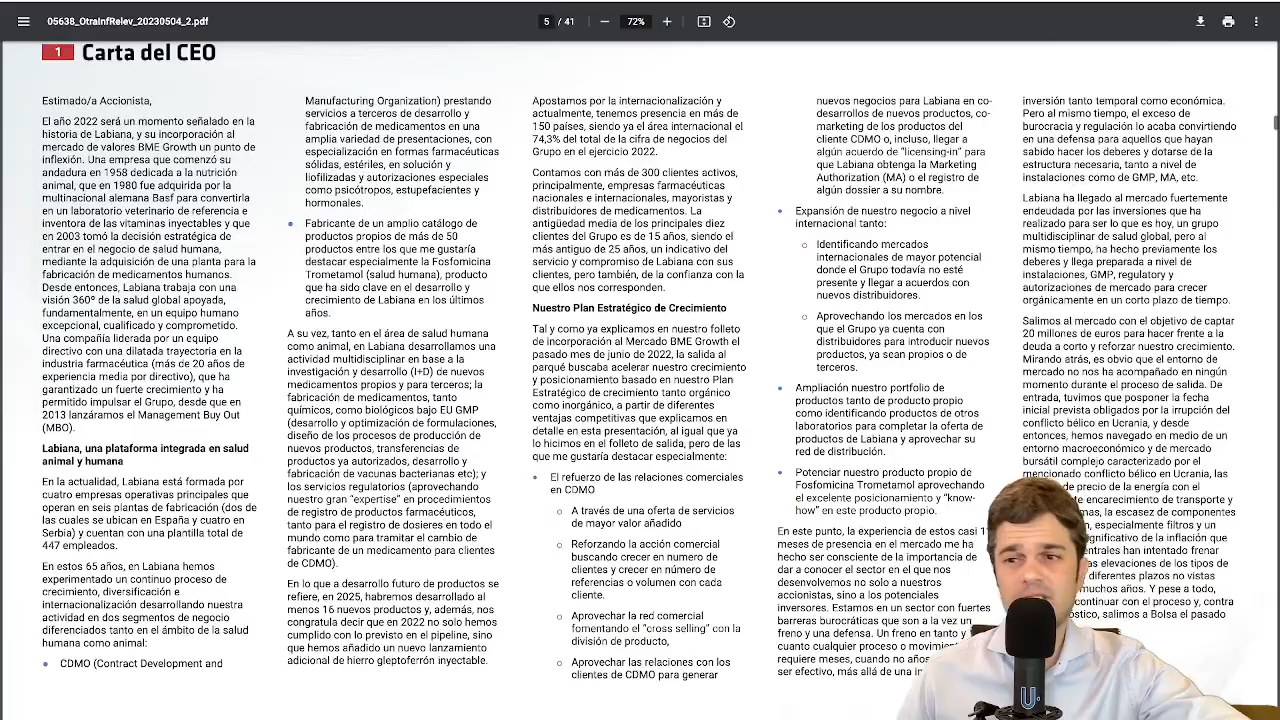 05638_OtraInfRelev_20230504_2.pdf
5 / 41
72%
1 Carta del CEO
Estimado/a Accionista,
El año 2022 será un momento señalado en la
historia de Labiana, y su incorporación al
mercado de valores BME Growth un punto de
inflexión. Una empresa que comenzó su
andadura en 1958 dedicada a la nutrición
animal, que en 1980 fue adquirida por la
multinacional alemana Basf para convertirla
en un laboratorio veterinario de referencia e
inventora de las vitaminas inyectables y que
en 2003 tomó la decisión estratégica de
entrar en el negocio de salud humana,
mediante la adquisición de una planta para la
fabricación de medicamentos humanos.
Desde entonces, Labiana trabaja con una
visión 360º de la salud global apoyada,
fundamentalmente, en un equipo humano
excepcional, cualificado y comprometido.
Una compañía liderada por un equipo
directivo con una dilatada trayectoria en la
industria farmacéutica (más de 20 años de
experiencia media por directivo), que ha
garantizado un fuerte crecimiento y ha
permitido impulsar el Grupo, desde que en
2013 lanzáramos el Management Buy Out
(MBO).
Labiana, una plataforma integrada en salud
animal y humana
En la actualidad, Labiana está formada por
cuatro empresas operativas principales que
operan en seis plantas de fabricación (dos de
las cuales se ubican en España y cuatro en
Serbia) y cuentan con una plantilla total de
447 empleados.
En estos 65 años, en Labiana hemos
experimentado un continuo proceso de
crecimiento, diversificación e
internacionalización desarrollando nuestra
actividad en dos segmentos de negocio
diferenciados tanto en el ámbito de la salud
humana como animal:
• CDMO (Contract Development and
Manufacturing Organization) prestando
servicios a terceros de desarrollo y
fabricación de medicamentos en una
amplia variedad de presentaciones, con
especialización en formas farmacéuticas
sólidas, estériles, en solución y
liofilizadas y autorizaciones especiales
como psicótropos, estupefacientes y
hormonales.
• Fabricante de un amplio catálogo de
productos propios de más de 50
productos entre los que me gustaría
destacar especialmente la Fosfomicina
Trometamol (salud humana), producto
que ha sido clave en el desarrollo y
crecimiento de Labiana en los últimos
años.
A su vez, tanto en el área de salud humana
como animal, en Labiana desarrollamos una
actividad multidisciplinar en base a la
investigación y desarrollo (I+D) de nuevos
medicamentos propios y para terceros; la
fabricación de medicamentos, tanto
químicos, como biológicos bajo EU GMP
(desarrollo y optimización de formulaciones,
diseño de los procesos de producción de
nuevos productos, transferencias de
productos ya autorizados, desarrollo y
fabricación de vacunas bacterianas etc); y
los servicios regulatorios (aprovechando
nuestro gran “expertise” en procedimientos
de registro de productos farmacéuticos,
tanto para el registro de dosieres en todo el
mundo como para tramitar el cambio de
fabricante de un medicamento para clientes
de CDMO).
En lo que a desarrollo futuro de productos se
refiere, en 2025, habremos desarrollado al
menos 16 nuevos productos y, además, nos
congratula decir que en 2022 no solo hemos
cumplido con lo previsto en el pipeline, sino
que hemos añadido un nuevo lanzamiento
adicional de hierro gleptoferrón inyectable.
Apostamos por la internacionalización y
actualmente, tenemos presencia en más de
150 países, siendo ya el área internacional el
74,3% del total de la cifra de negocios del
Grupo en el ejercicio 2022.
Contamos con más de 300 clientes activos,
principalmente, empresas farmacéuticas
nacionales e internacionales, mayoristas y
distribuidores de medicamentos. La
antigüedad media de los principales diez
clientes del Grupo es de 15 años, siendo el
más antiguo de 25 años, un indicativo del
servicio y compromiso de Labiana con sus
clientes, pero también, de la confianza con la
que ellos nos corresponden.
Nuestro Plan Estratégico de Crecimiento
Tal y como ya explicamos en nuestro folleto
de incorporación al Mercado BME Growth el
pasado mes de junio de 2022, la salida al
parqué buscaba acelerar nuestro crecimiento
y posicionamiento basado en nuestro Plan
Estratégico de crecimiento tanto orgánico
como inorgánico, a partir de diferentes
ventajas competitivas que explicamos en
detalle en esta presentación, al igual que ya
lo hicimos en el folleto de salida, pero de las
que me gustaría destacar especialmente:
• El refuerzo de las relaciones comerciales
en CDMO
o A través de una oferta de servicios
de mayor valor añadido
o Reforzando la acción comercial
buscando crecer en numero de
clientes y crecer en número de
referencias o volumen con cada
cliente.
o Aprovechar la red comercial
fomentando el “cross selling” con la
división de producto,
o Aprovechar las relaciones con los
clientes de CDMO para generar
nuevos negocios para Labiana en co-
desarrollos de nuevos productos, co-
marketing de los productos del
cliente CDMO o, incluso, llegar a
algún acuerdo de “licensing-in” para
que Labiana obtenga la Marketing
Authorization (MA) o el registro de
algún dossier a su nombre.
• Expansión de nuestro negocio a nivel
internacional tanto:
o Identificando mercados
internacionales de mayor potencial
donde el Grupo todavía no esté
presente y llegar a acuerdos con
nuevos distribuidores.
o Aprovechando los mercados en los
que el Grupo ya cuenta con
distribuidores para introducir nuevos
productos, ya sean propios o de
terceros.
• Ampliación nuestro portfolio de
productos tanto de producto propio
como identificando productos de otros
laboratorios para completar la oferta de
productos de Labiana y aprovechar su
red de distribución.
• Potenciar nuestro producto propio de
Fosfomicina Trometamol aprovechando
el excelente posicionamiento y “know-
how” en este producto propio.
En este punto, la experiencia de estos casi
meses de presencia en el mercado me ha
hecho ser consciente de la importancia de
dar a conocer el sector en el que nos
desenvolvemos no solo a nuestros
accionistas, sino a los potenciales
inversores. Estamos en un sector con fuertes
barreras burocráticas que son a la vez un
freno y una defensa. Un freno en tanto y
cuanto cualquier proceso o movimien
requiere meses, cuando no años
ser efectivo, más allá de una in
inversión tanto temporal como económica.
Pero al mismo tiempo, el exceso de
burocracia y regulación lo acaba convirtiendo
en una defensa para aquellos que hayan
sabido hacer los deberes y dotarse de la
estructura necesaria, tanto a nivel de
instalaciones como de GMP, MA, etc.
Labiana ha llegado al mercado fuertemente
endeudada por las inversiones que ha
realizado para ser lo que es hoy, un grupo
multidisciplinar de salud global, pero al
mismo tiempo, ha hecho previamente los
deberes y llega preparada a nivel de
instalaciones, GMP, regulatory y
autorizaciones de mercado para crecer
orgánicamente en un corto plazo de tiempo.
Salimos al mercado con el objetivo de captar
20 millones de euros para hacer frente a la
deuda a corto y reforzar nuestro crecimiento.
Mirando atrás, es obvio que el entorno de
mercado no nos ha acompañado en ningún
momento durante el proceso de salida. De
entrada, tuvimos que posponer la fecha
inicial prevista obligados por la irrupción del
conflicto bélico en Ucrania, y desde
entonces, hemos navegado en medio de un
entorno macroeconómico y de mercado
bursátil complejo caracterizado por el
mencionado conflicto bélico en Ucrania, las
de precio de la energía con el
te encarecimiento de transporte y
mas, la escasez de componentes
n, especialmente filtros y un
gnificativo de la inflación que
ntrales han intentado frenar
as elevaciones de los tipos de
diferentes plazos no vistas
muchos años. Y pese a todo,
continuar con el proceso y, contra
óstico, salimos a Bolsa el pasado
U